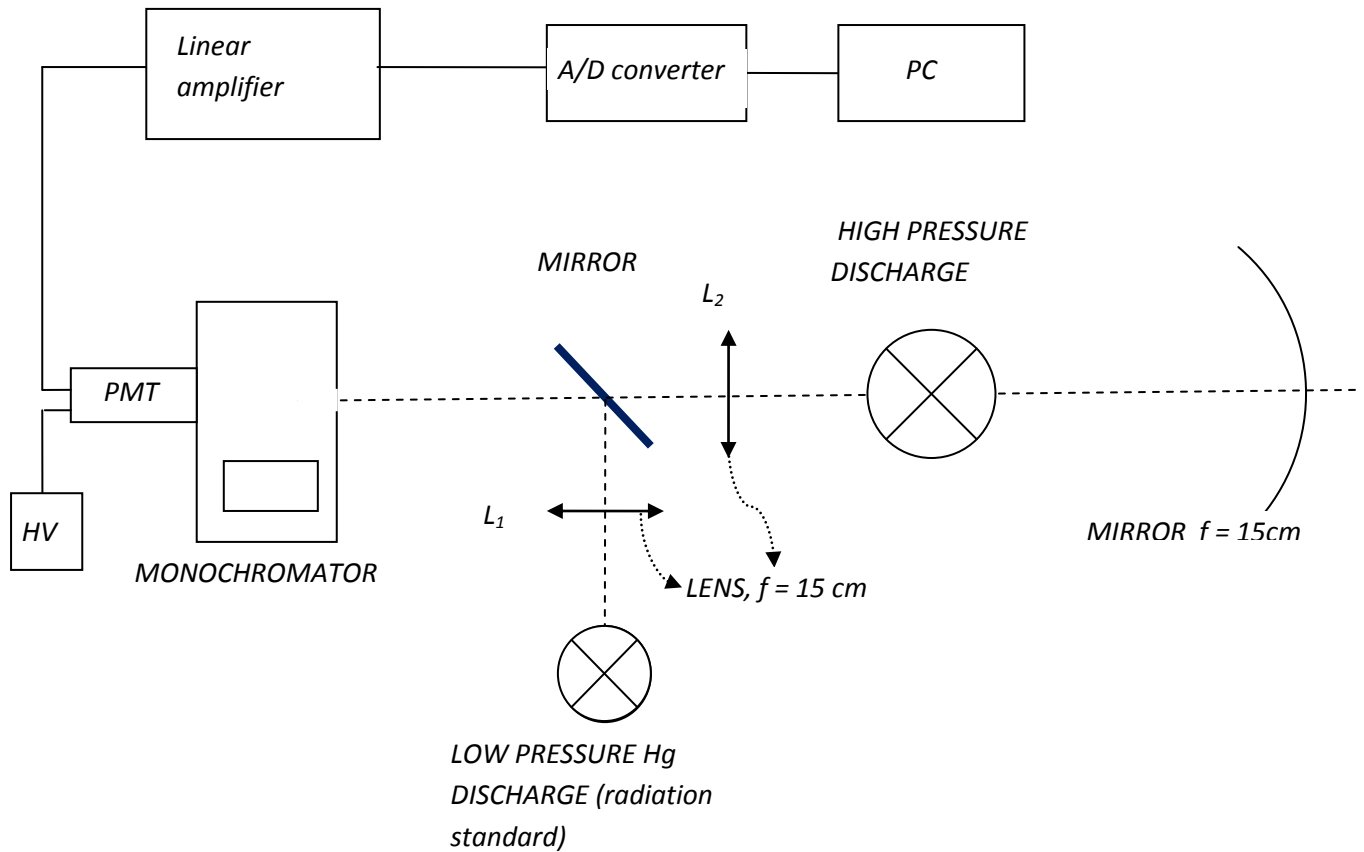 Linear
amplifier
A/D converter
PC
HIGH PRESSURE
DISCHARGE
MIRROR
L₂
PMT
HV
L₁
MIRROR f = 15cm
MONOCHROMATOR
LENS, f = 15 cm
LOW PRESSURE Hg
DISCHARGE (radiation
standard)